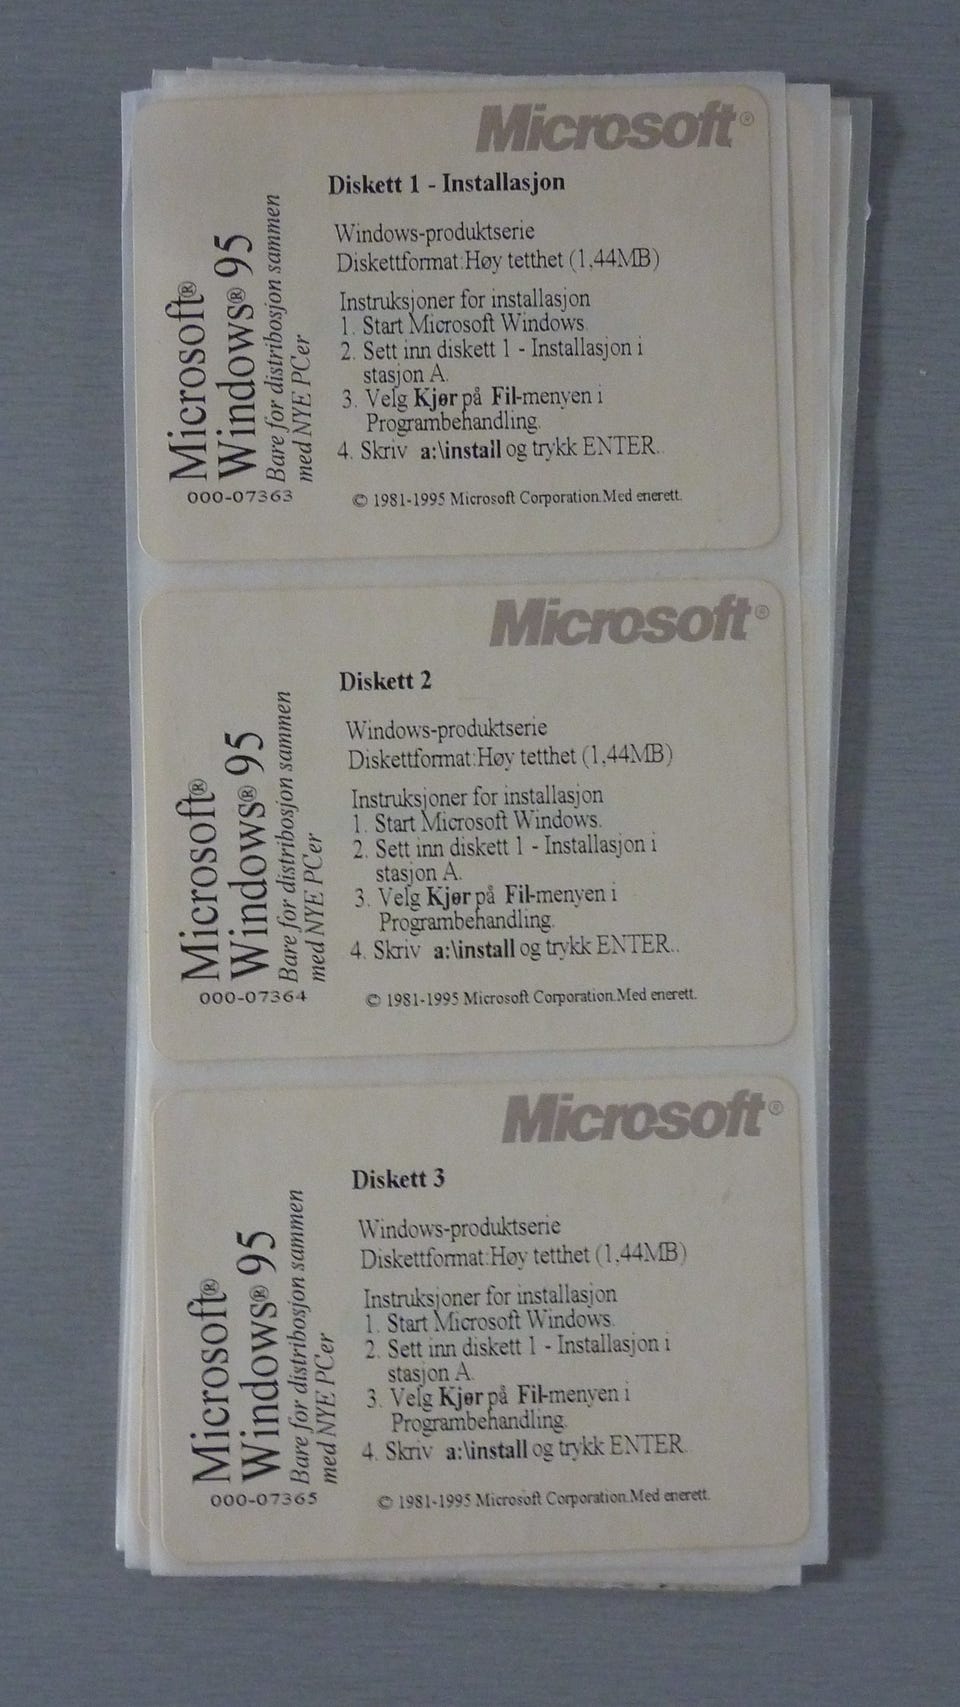 Microsoft®
Diskett 1 - Installasjon
Windows-produktserie
Diskettformat:Høy tetthet (1,44MB)
Instruksjoner for installasjon
1. Start Microsoft Windows.
2. Sett inn diskett 1 - Installasjon i
stasjon A.
3. Velg Kjør på Fil-menyen i
Programbehandling.
4. Skriv a:\install og trykk ENTER..
© 1981-1995 Microsoft Corporation.Med enerett.
Microsoft®
Windows® 95
Bare for distribosjon sammen
med NYE PCer
000-07363
Microsoft®
Diskett 2
Windows-produktserie
Diskettformat:Høy tetthet (1,44MB)
Instruksjoner for installasjon
1. Start Microsoft Windows.
2. Sett inn diskett 1 - Installasjon i
stasjon A.
3. Velg Kjør på Fil-menyen i
Programbehandling.
4. Skriv a:\install og trykk ENTER..
© 1981-1995 Microsoft Corporation.Med enerett.
Microsoft®
Windows® 95
Bare for distribosjon sammen
med NYE PCer
000-07364
Microsoft®
Diskett 3
Windows-produktserie
Diskettformat:Høy tetthet (1,44MB)
Instruksjoner for installasjon
1. Start Microsoft Windows.
2. Sett inn diskett 1 - Installasjon i
stasjon A.
3. Velg Kjør på Fil-menyen i
Programbehandling.
4. Skriv a:\install og trykk ENTER.
© 1981-1995 Microsoft Corporation.Med enerett.
Microsoft®
Windows® 95
Bare for distribosjon sammen
med NYE PCer
000-07365